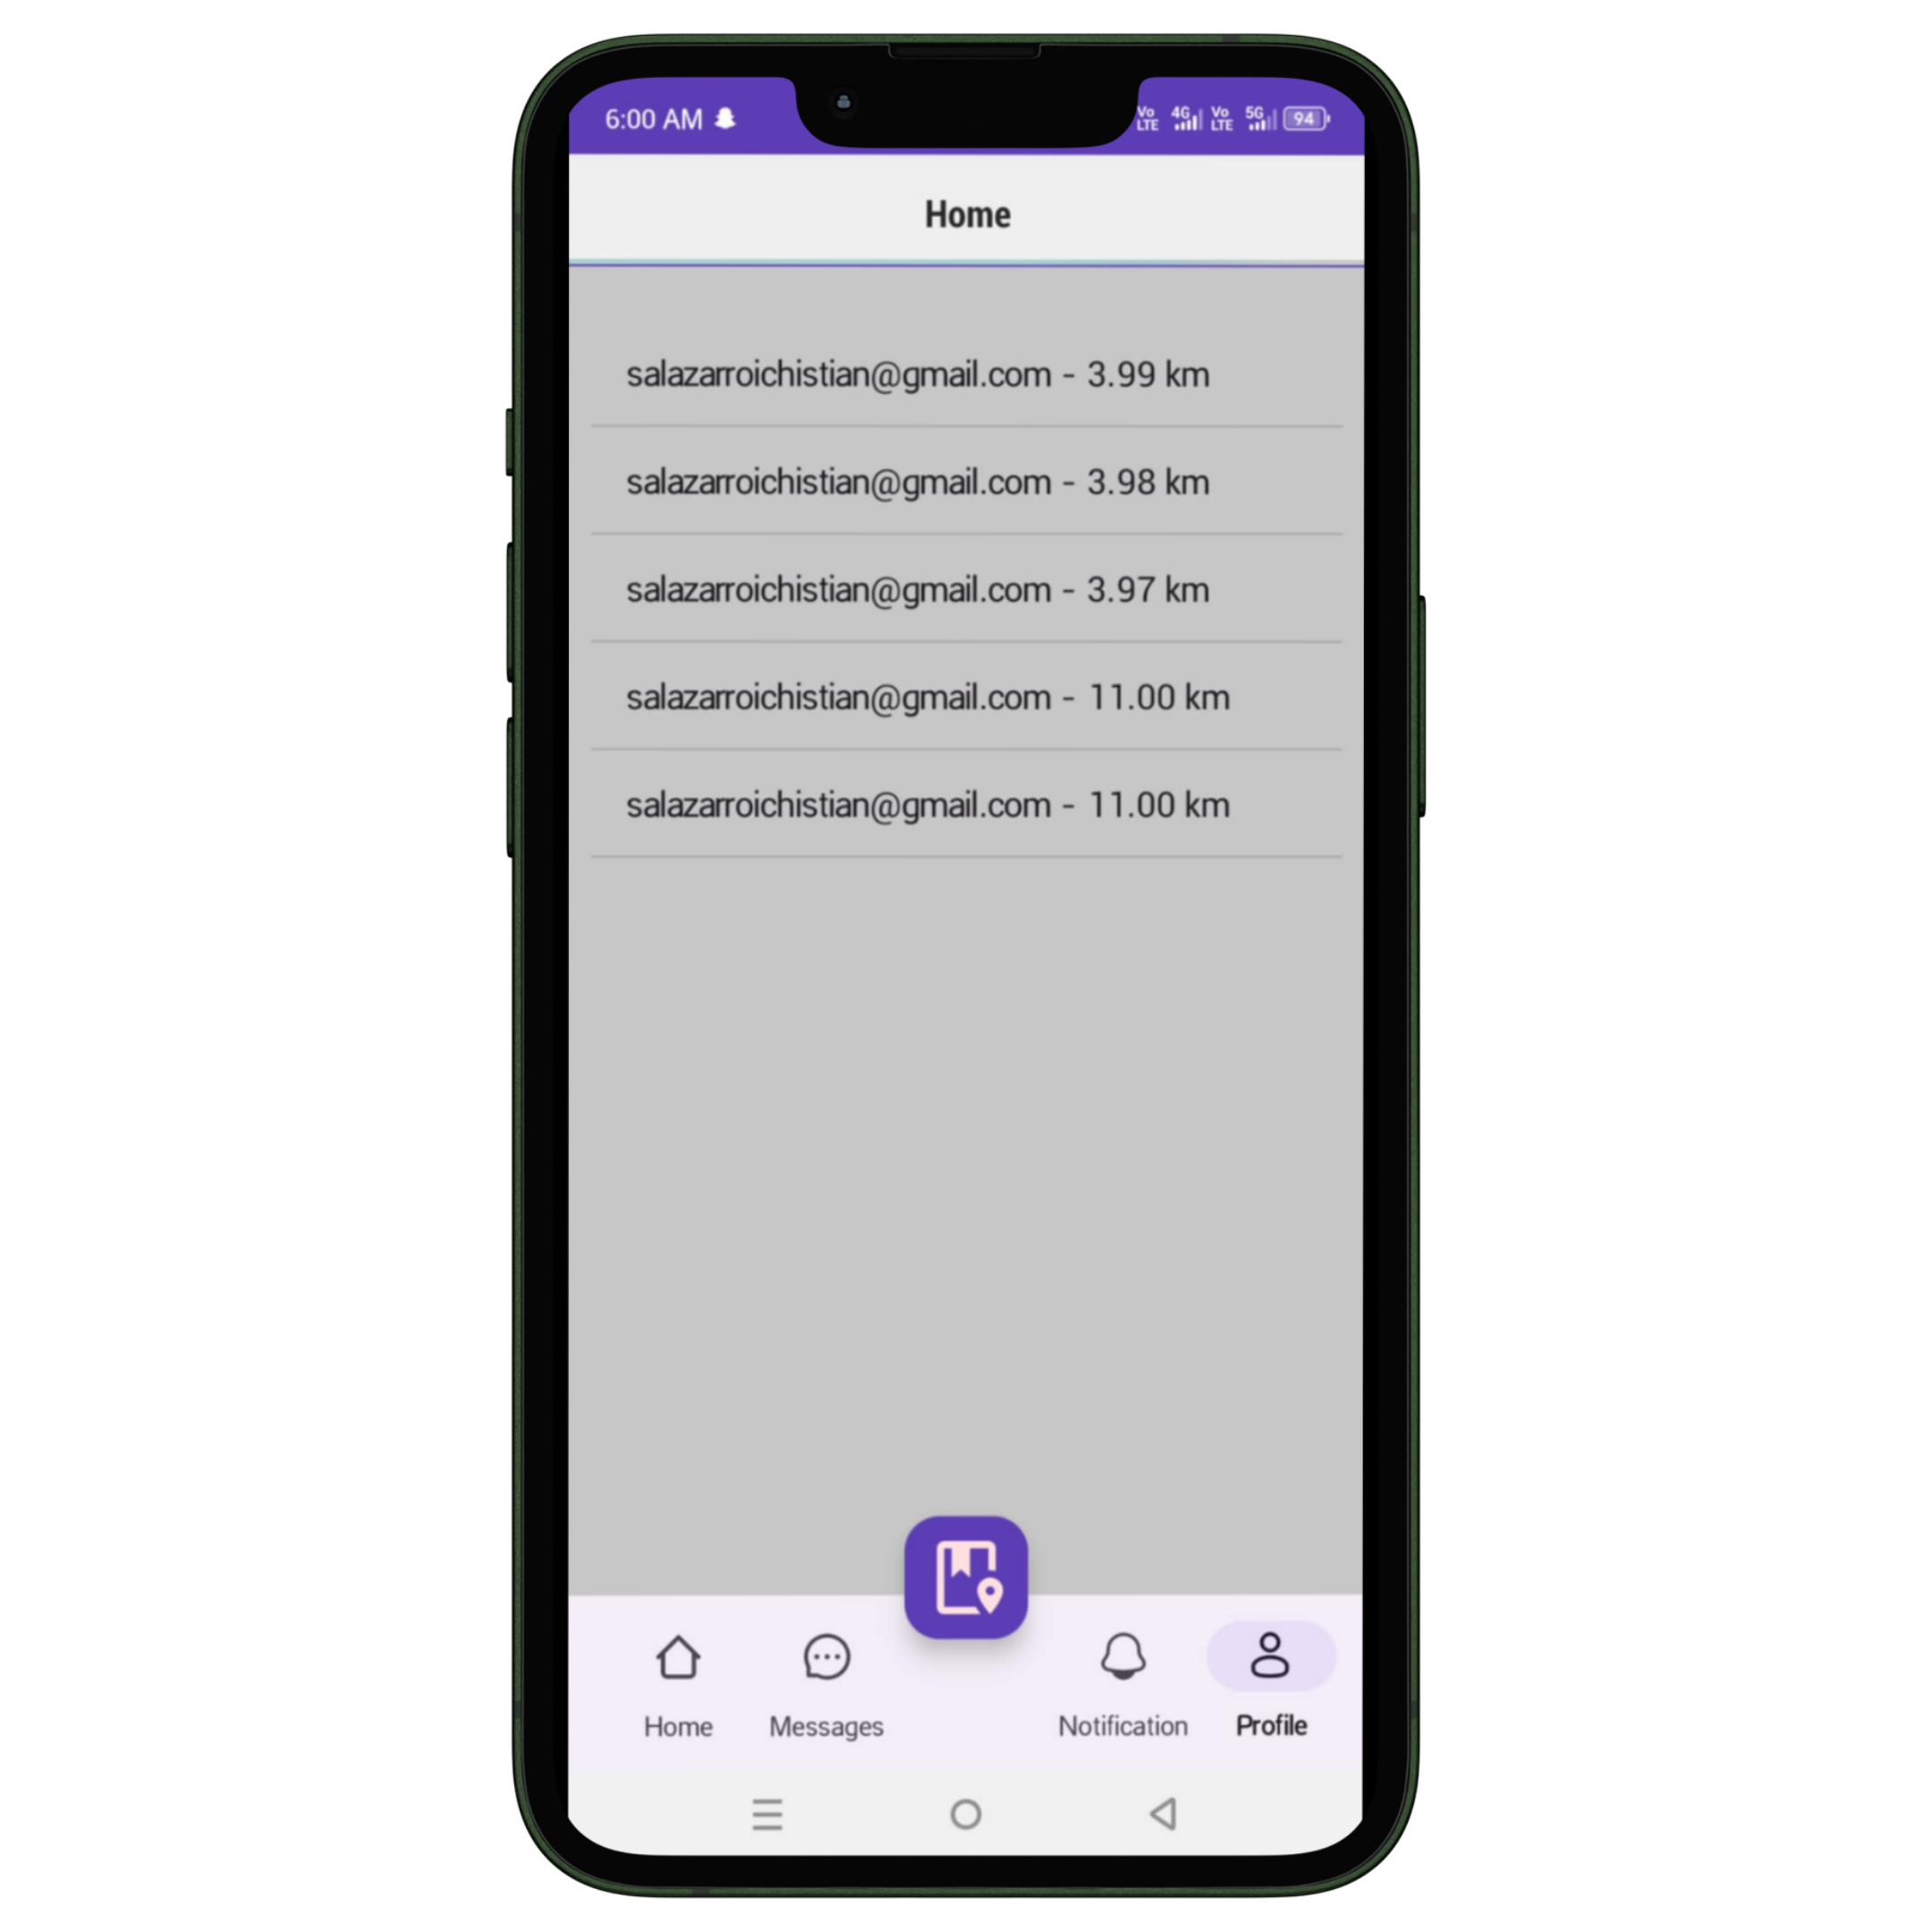 6:00 AM Vo LTE 4G Vo LTE 5G 94
Home
salazarroichistian@gmail.com - 3.99 km
salazarroichistian@gmail.com - 3.98 km
salazarroichistian@gmail.com - 3.97 km
salazarroichistian@gmail.com - 11.00 km
salazarroichistian@gmail.com - 11.00 km
Home Messages Notification Profile